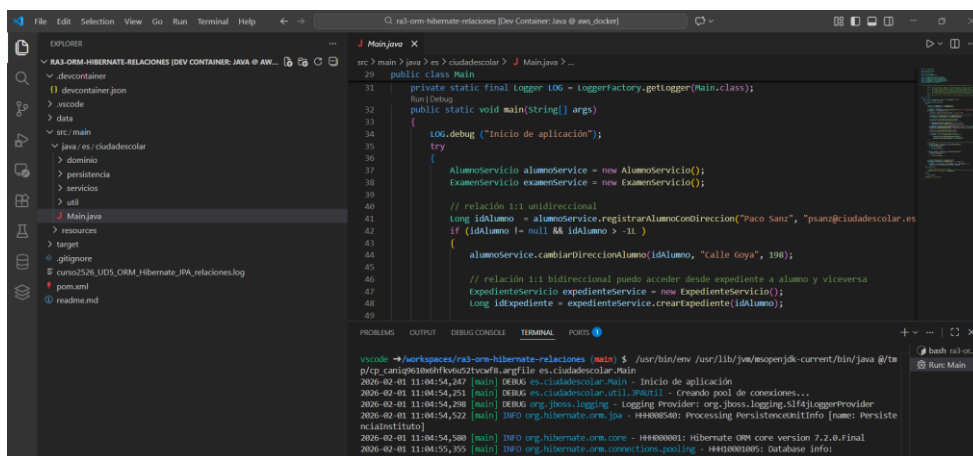 File Edit Selection View Go Run Terminal Help
ra3-orm-hibernate-relaciones [Dev Container: Java @ aws_docker]
EXPLORER
RA3-ORM-HIBERNATE-RELACIONES [DEV CONTAINER: JAVA @ AW...
.devcontainer
{} devcontainer.json
.vscode
data
src/main
java/es/ciudadescolar
dominio
persistencia
servicios
util
J Main.java
resources
target
.gitignore
curso2526_UD5_ORM_Hibernate_JPA_relaciones.log
pom.xml
readme.md
J Main.java
src > main > java > es > ciudadescolar > J Main.java > ...
29 public class Main
31 private static final Logger LOG = LoggerFactory.getLogger(Main.class);
Run | Debug
32 public static void main(String[] args)
33 {
34 LOG.debug ("Inicio de aplicación");
35 try
36 {
37 AlumnoServicio alumnoService = new AlumnoServicio();
38 ExamenServicio examenService = new ExamenServicio();
39
40 // relación 1:1 unidireccional
41 Long idAlumno = alumnoService.registrarAlumnoConDireccion("Paco Sanz", "psanz@ciudadescolar.es
42 if (idAlumno != null && idAlumno > -1L )
43 {
44 alumnoService.cambiarDireccionAlumno(idAlumno, "Calle Goya", 198);
45
46 // relación 1:1 bidireccional puedo acceder desde expediente a alumno y viceversa
47 ExpedienteServicio expedienteService = new ExpedienteServicio();
48 Long idExpediente = expedienteService.crearExpediente(idAlumno);
49
PROBLEMS OUTPUT DEBUG CONSOLE TERMINAL PORTS 1
vscode ➜ /workspaces/ra3-orm-hibernate-relaciones (main) $ /usr/bin/env /usr/lib/jvm/msopenjdk-current/bin/java @/tm
p/cp_caniq9610x6hfkv6u52tvcwf8.argfile es.ciudadescolar.Main
2026-02-01 11:04:54,247 [main] DEBUG es.ciudadescolar.Main - Inicio de aplicación
2026-02-01 11:04:54,251 [main] DEBUG es.ciudadescolar.util.JPAUtil - Creando pool de conexiones...
2026-02-01 11:04:54,298 [main] DEBUG org.jboss.logging - Logging Provider: org.jboss.logging.Slf4jLoggerProvider
2026-02-01 11:04:54,522 [main] INFO org.hibernate.orm.jpa - HHH008540: Processing PersistenceUnitInfo [name: Persiste
nciaInstituto]
2026-02-01 11:04:54,580 [main] INFO org.hibernate.orm.core - HHH000001: Hibernate ORM core version 7.2.0.Final
2026-02-01 11:04:55,355 [main] INFO org.hibernate.orm.connections.pooling - HHH10001005: Database info:
bash ra3-or...
Run: Main